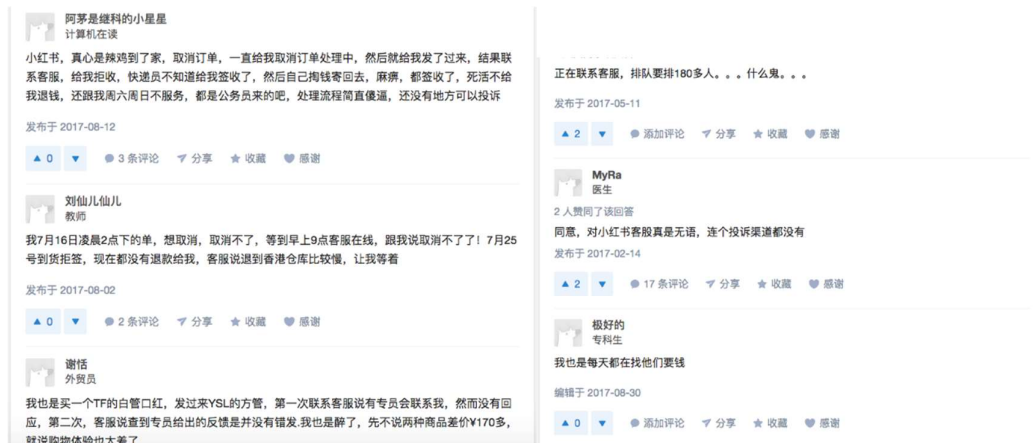 阿茅是继科的小星星
计算机在读
小红书，真心是辣鸡到了家，取消订单，一直给我取消订单处理中，然后就给我发了过来，结果联
系客服，给我拒收，快递员不知道给我签收了，然后自己掏钱寄回去，麻痹，都签收了，死活不给
我退钱，还跟我周六周日不服务，都是公务员来的吧，处理流程简直傻逼，还没有地方可以投诉
发布于 2017-08-12
0 3 条评论 分享 收藏 感谢
刘仙儿仙儿
教师
我7月16日凌晨2点下的单，想取消，取消不了，等到早上9点客服在线，跟我说取消不了了！7月25
号到货拒签，现在都没有退款给我，客服说退到香港仓库比较慢，让我等着
发布于 2017-08-02
0 2 条评论 分享 收藏 感谢
谢恬
外贸员
我也是买一个TF的白管口红，发过来YSL的方管，第一次联系客服说有专员会联系我，然而没有回
应，第二次，客服说查到专员给出的反馈是并没有错发.我也是醉了，先不说两种商品差价¥170多，
就说购物体验也太差了
正在联系客服，排队要排180多人。。。什么鬼。。。
发布于 2017-05-11
2 添加评论 分享 收藏 感谢
MyRa
医生
2 人赞同了该回答
同意，对小红书客股真是无语，连个投诉渠道都没有
发布于 2017-02-14
2 17 条评论 分享 收藏 感谢
极好的
专科生
我也是每天都在找他们要钱
编辑于 2017-08-30
0 添加评论 分享 收藏 感谢